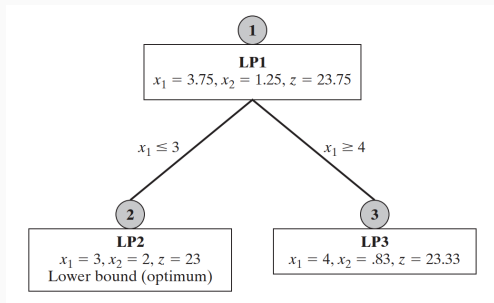 1
LP1
x₁ = 3.75, x₂ = 1.25, z = 23.75
x₁ ≤ 3
x₁ ≥ 4
2
LP2
x₁ = 3, x₂ = 2, z = 23
Lower bound (optimum)
3
LP3
x₁ = 4, x₂ = .83, z = 23.33